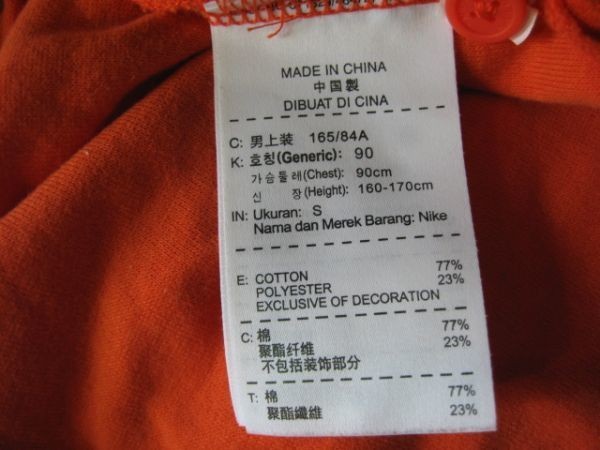 MADE IN CHINA
中国製
DIBUAT DI CINA
C: 男上装 165/84A
K: 호칭(Generic): 90
가슴둘레(Chest): 90cm
신 장(Height): 160-170cm
IN: Ukuran: S
Nama dan Merek Barang: Nike
E: COTTON 77%
POLYESTER 23%
EXCLUSIVE OF DECORATION
C: 棉 77%
聚酯纤维 23%
不包括装饰部分
T: 棉 77%
聚酯纖維 23%